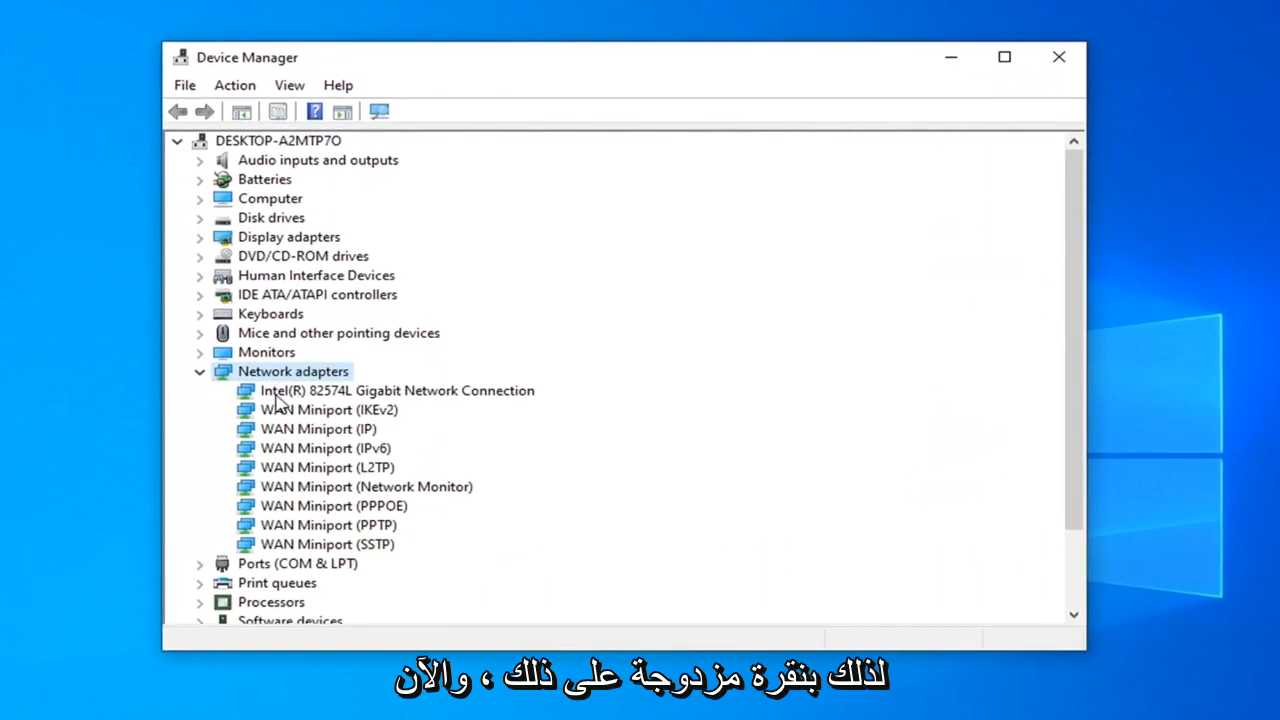 Device Manager
File Action View Help
DESKTOP-A2MTP7O
Audio inputs and outputs
Batteries
Computer
Disk drives
Display adapters
DVD/CD-ROM drives
Human Interface Devices
IDE ATA/ATAPI controllers
Keyboards
Mice and other pointing devices
Monitors
Network adapters
Intel(R) 82574L Gigabit Network Connection
WAN Miniport (IKEv2)
WAN Miniport (IP)
WAN Miniport (IPv6)
WAN Miniport (L2TP)
WAN Miniport (Network Monitor)
WAN Miniport (PPPOE)
WAN Miniport (PPTP)
WAN Miniport (SSTP)
Ports (COM & LPT)
Print queues
Processors
Software devices
لذلك بنقرة مزدوجة على ذلك ، والآن